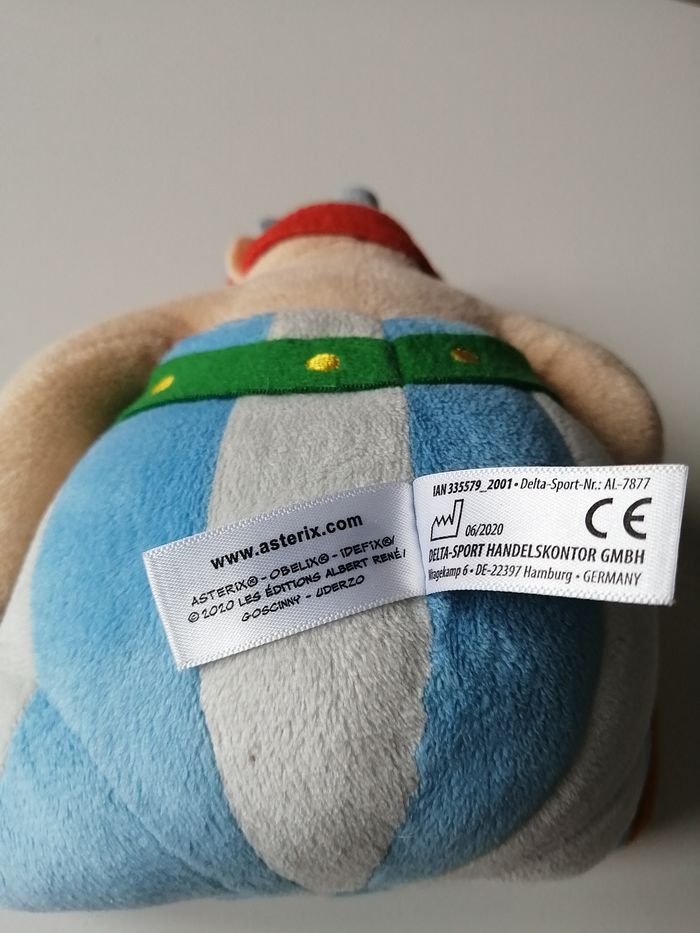 www.asterix.com
ASTERIX® - OBELIX® - IDEFIX®/
© 2020 LES ÉDITIONS ALBERT RENÉ/
GOSCINNY - UDERZO
IAN 335579_2001 • Delta-Sport-Nr.: AL-7877
06/2020
CE
DELTA-SPORT HANDELSKONTOR GMBH
Wragekamp 6 • DE-22397 Hamburg • GERMANY